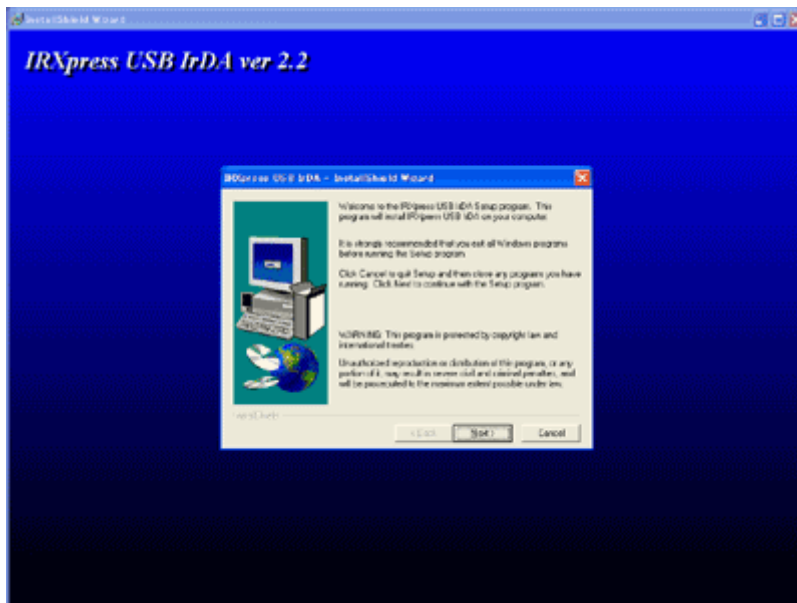 InstallShield Wizard
IRXpress USB IrDA ver 2.2
IRXpress USB IrDA - InstallShield Wizard
Welcome to the IRXpress USB IrDA Setup program. This
program will install IRXpress USB IrDA on your computer.
It is strongly recommended that you exit all Windows programs
before running the Setup program.
Click Cancel to quit Setup and then close any programs you have
running. Click Next to continue with the Setup program.
WARNING: This program is protected by copyright law and
international treaties.
Unauthorized reproduction or distribution of this program, or any
portion of it, may result in severe civil and criminal penalties, and
will be prosecuted to the maximum extent possible under law.
InstallShield
< Back
Next >
Cancel